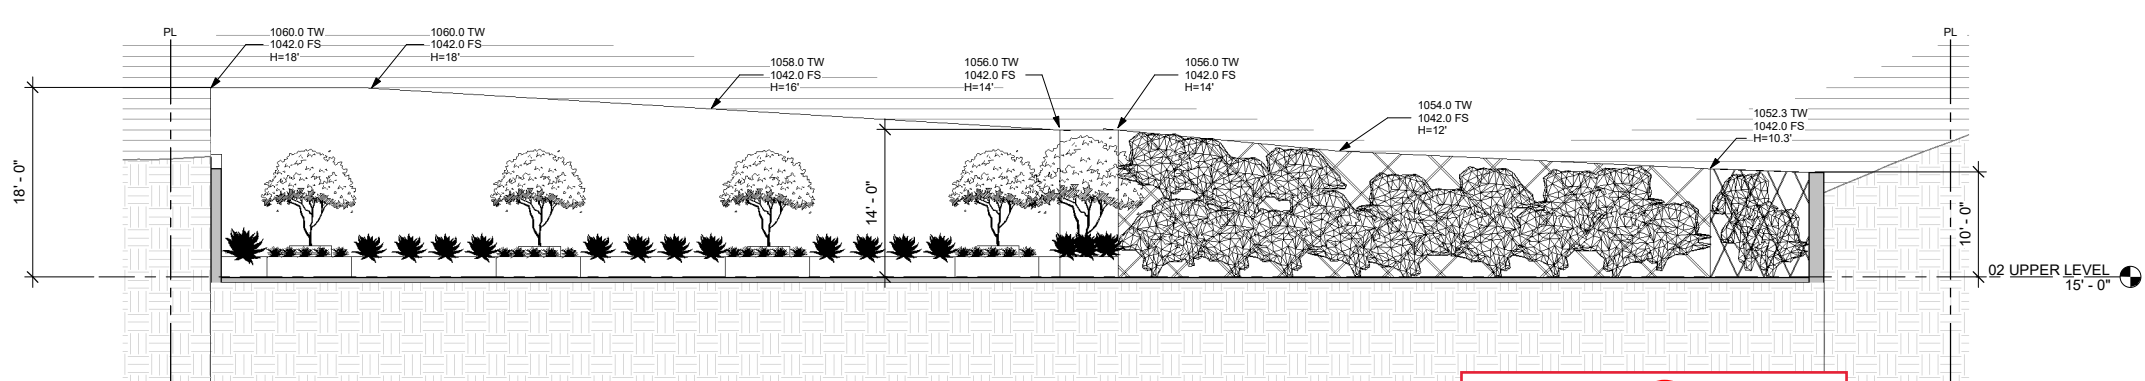 PL
1060.0 TW
1042.0 FS
H=18'
1060.0 TW
1042.0 FS
H=18'
1058.0 TW
1042.0 FS
H=16'
1056.0 TW
1042.0 FS
H=14'
1056.0 TW
1042.0 FS
H=14'
1054.0 TW
1042.0 FS
H=12'
1052.3 TW
1042.0 FS
H=10.3'
PL
18' - 0"
14' - 0"
10' - 0"
02 UPPER LEVEL
15' - 0"